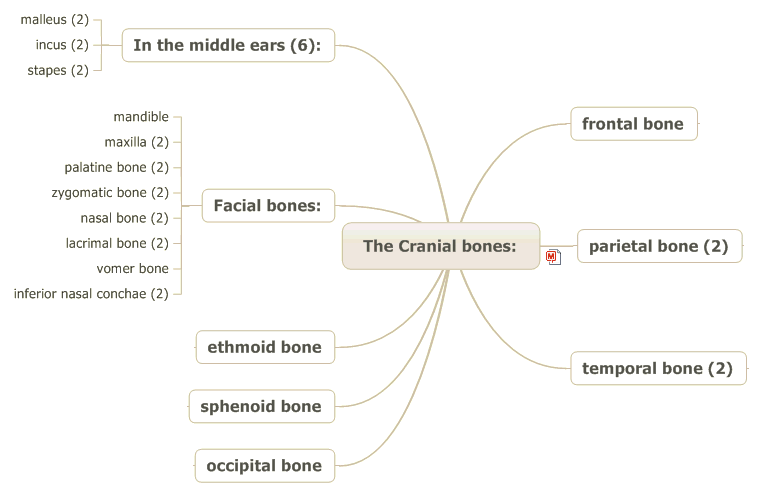 malleus (2)
incus (2)
stapes (2)
In the middle ears (6):
mandible
maxilla (2)
palatine bone (2)
zygomatic bone (2)
nasal bone (2)
lacrimal bone (2)
vomer bone
inferior nasal conchae (2)
Facial bones:
ethmoid bone
sphenoid bone
occipital bone
The Cranial bones:
M
frontal bone
parietal bone (2)
temporal bone (2)